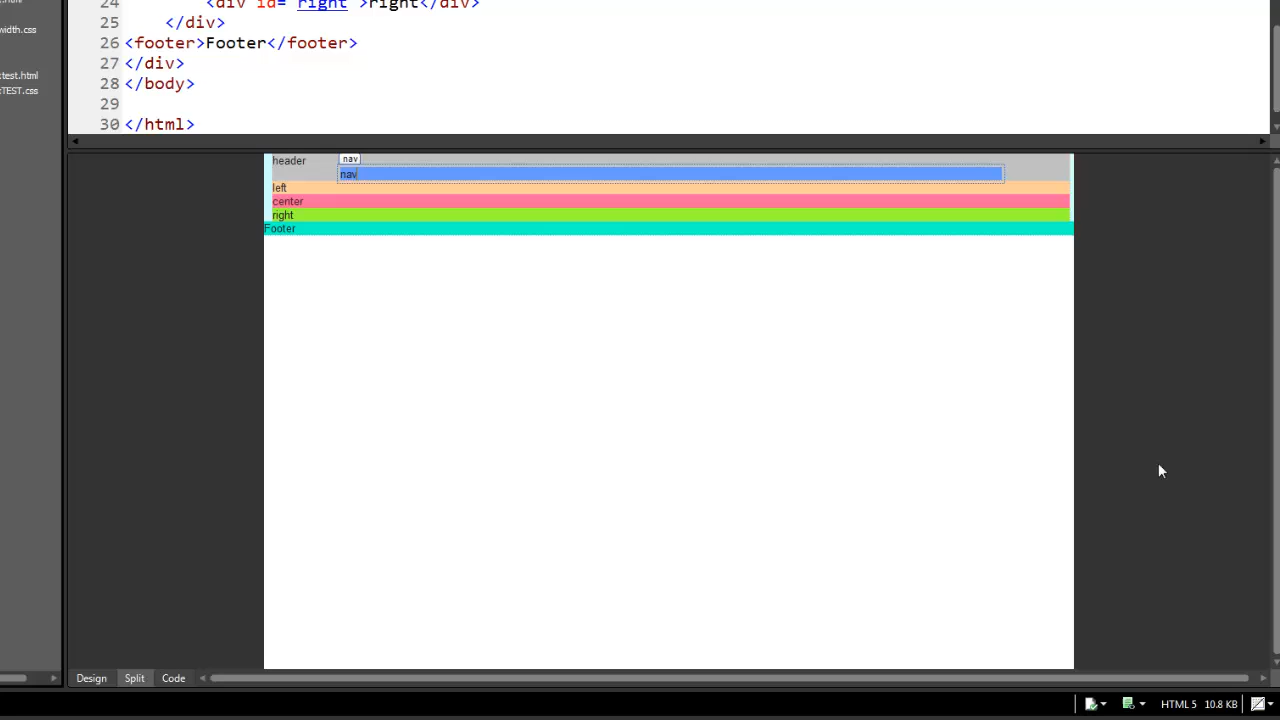 .html
width.css
test.html
TEST.css
24 <div id="right">right</div>
25 </div>
26 <footer>Footer</footer>
27 </div>
28 </body>
29
30 </html>
header
nav
nav
left
center
right
Footer
Design Split Code
HTML 5 10.8 KB